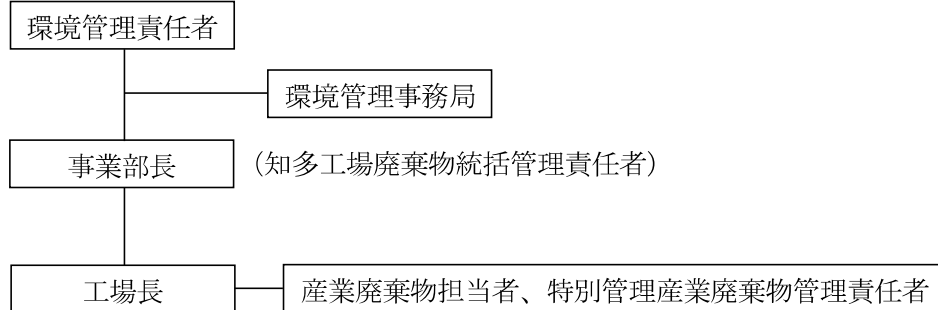 環境管理責任者
環境管理事務局
事業部長 （知多工場廃棄物統括管理責任者）
工場長 産業廃棄物担当者、特別管理産業廃棄物管理責任者